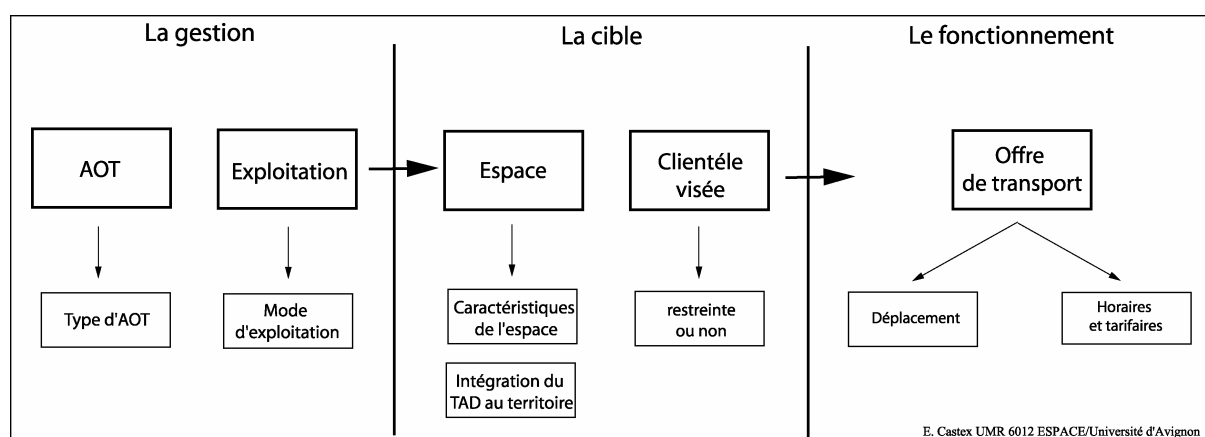 La gestion
La cible
Le fonctionnement
AOT
Exploitation
Espace
Clientéle
visée
Offre
de transport
Type d'AOT
Mode
d'exploitation
Caractéristiques
de l'espace
Intégration du
TAD au territoire
restreinte
ou non
Déplacement
Horaires
et tarifaires
E. Castex UMR 6012 ESPACE/Université d'Avignon